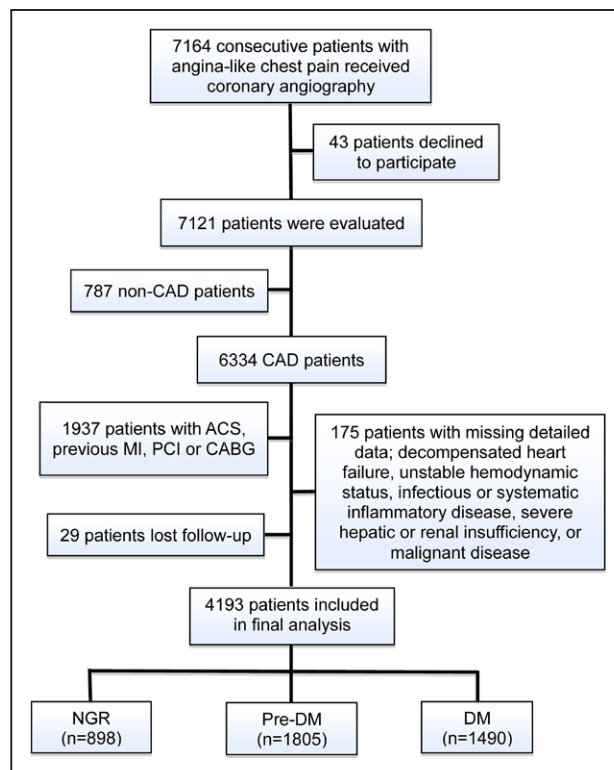 7164 consecutive patients with
angina-like chest pain received
coronary angiography
43 patients declined
to participate
7121 patients were evaluated
787 non-CAD patients
6334 CAD patients
1937 patients with ACS,
previous MI, PCI or CABG
175 patients with missing detailed
data; decompensated heart
failure, unstable hemodynamic
status, infectious or systematic
inflammatory disease, severe
hepatic or renal insufficiency, or
malignant disease
29 patients lost follow-up
4193 patients included
in final analysis
NGR
(n=898)
Pre-DM
(n=1805)
DM
(n=1490)